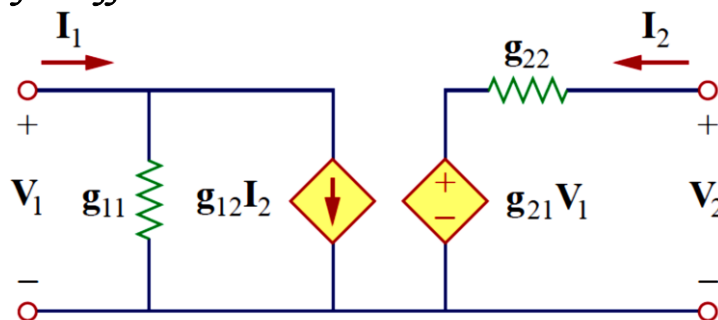 I₁ I₂
g₂₂
+ +
V₁ g₁₁ g₁₂I₂ + − g₂₁V₁ V₂
− −